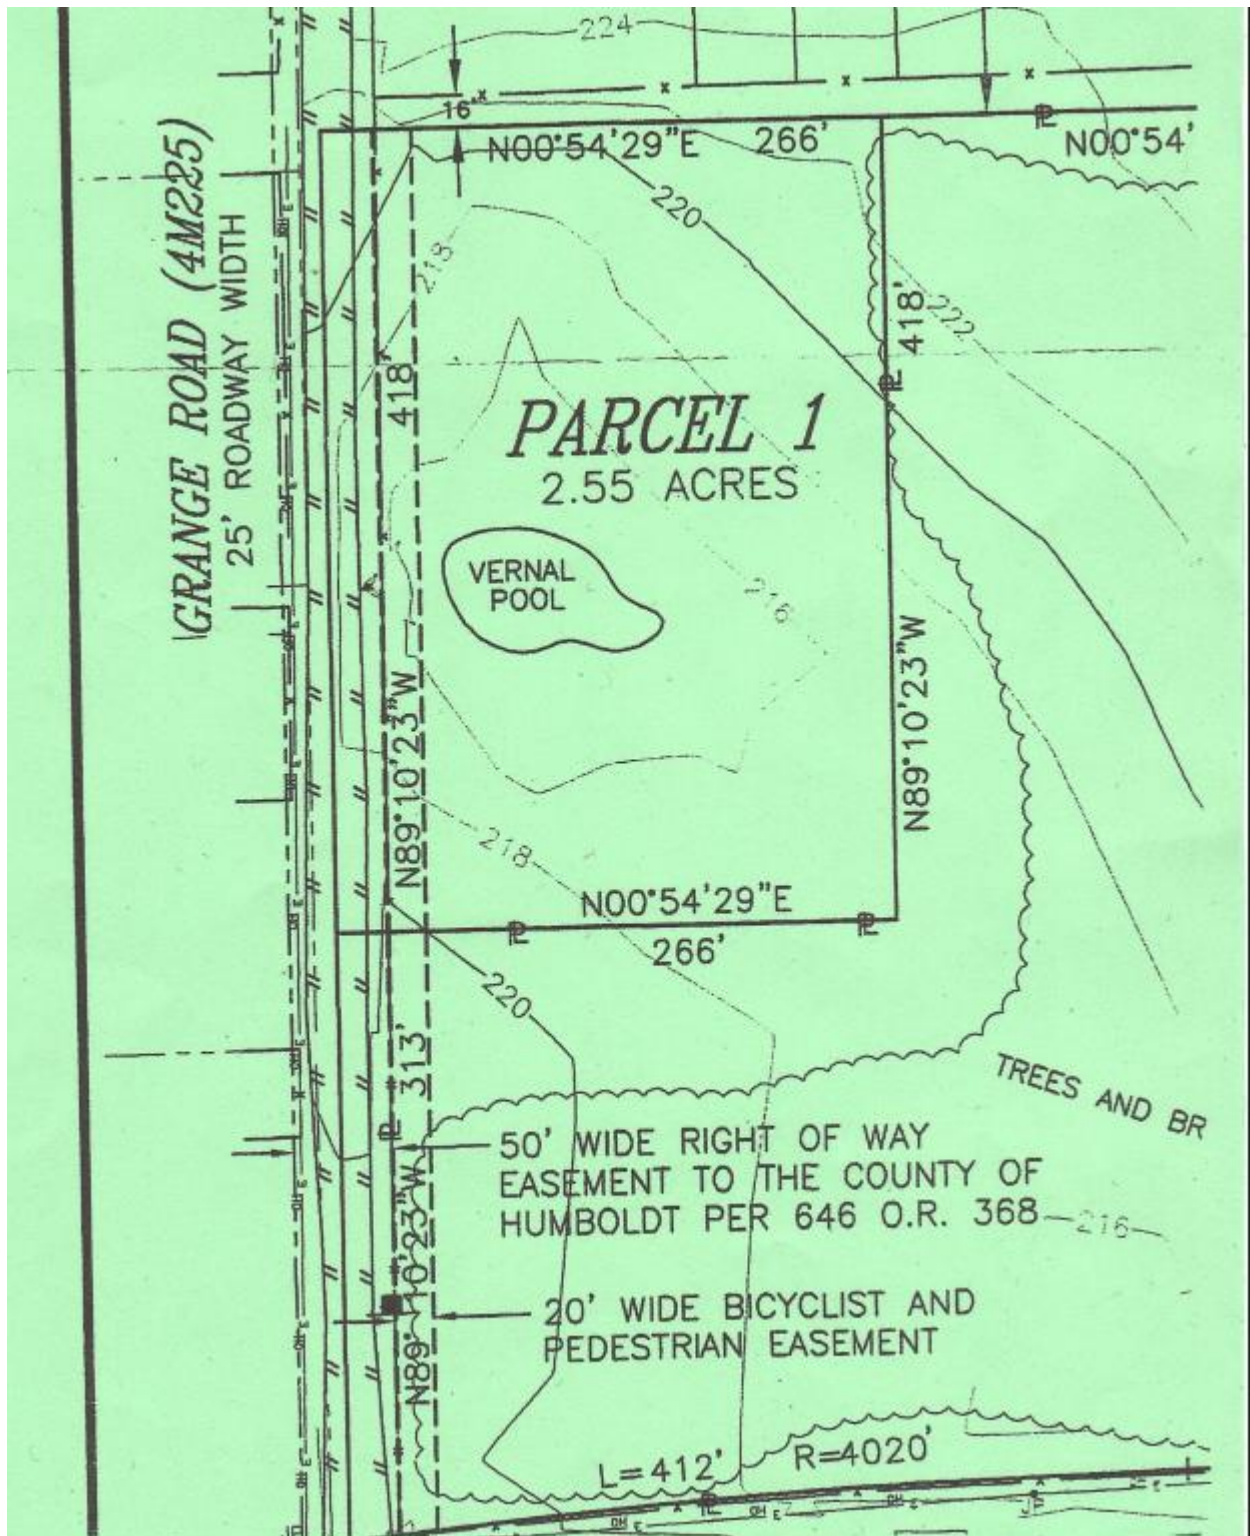 224
16'
N00°54'29"E 266'
N00°54'
GRANGE ROAD (4M225)
25' ROADWAY WIDTH
220
218
222
418'
418'
PARCEL 1
2.55 ACRES
VERNAL
POOL
216
N89°10'23"W
N89°10'23"W
218
N00°54'29"E
266'
220
313'
TREES AND BR
50' WIDE RIGHT OF WAY
EASEMENT TO THE COUNTY OF
HUMBOLDT PER 646 O.R. 368
216
N89°10'23"W
20' WIDE BICYCLIST AND
PEDESTRIAN EASEMENT
L=412'
R=4020'